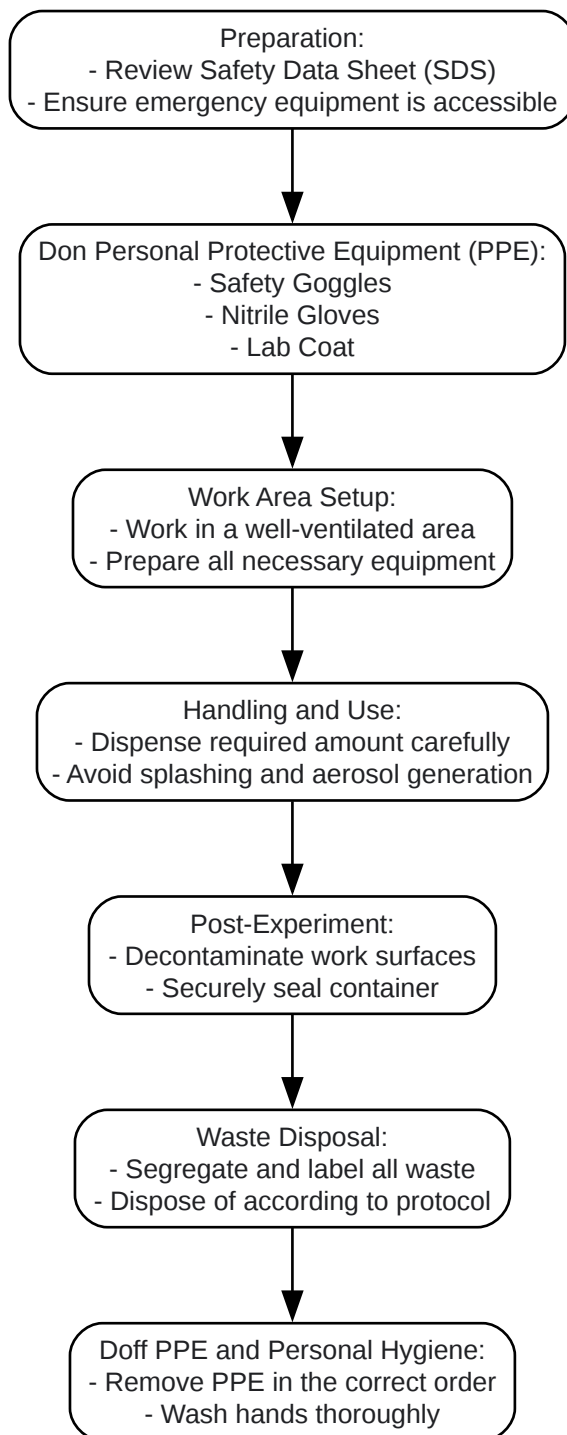 Preparation:
- Review Safety Data Sheet (SDS)
- Ensure emergency equipment is accessible
Don Personal Protective Equipment (PPE):
- Safety Goggles
- Nitrile Gloves
- Lab Coat
Work Area Setup:
- Work in a well-ventilated area
- Prepare all necessary equipment
Handling and Use:
- Dispense required amount carefully
- Avoid splashing and aerosol generation
Post-Experiment:
- Decontaminate work surfaces
- Securely seal container
Waste Disposal:
- Segregate and label all waste
- Dispose of according to protocol
Doff PPE and Personal Hygiene:
- Remove PPE in the correct order
- Wash hands thoroughly